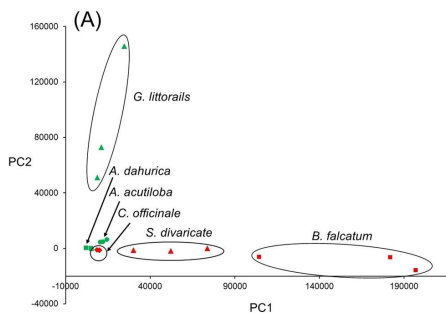 (A)
160000
120000
80000
40000
0
-40000
PC2
G. littorails
A. dahurica
A. acutiloba
C. officinale
S. divaricate
B. falcatum
-10000 40000 90000 140000 190000
PC1